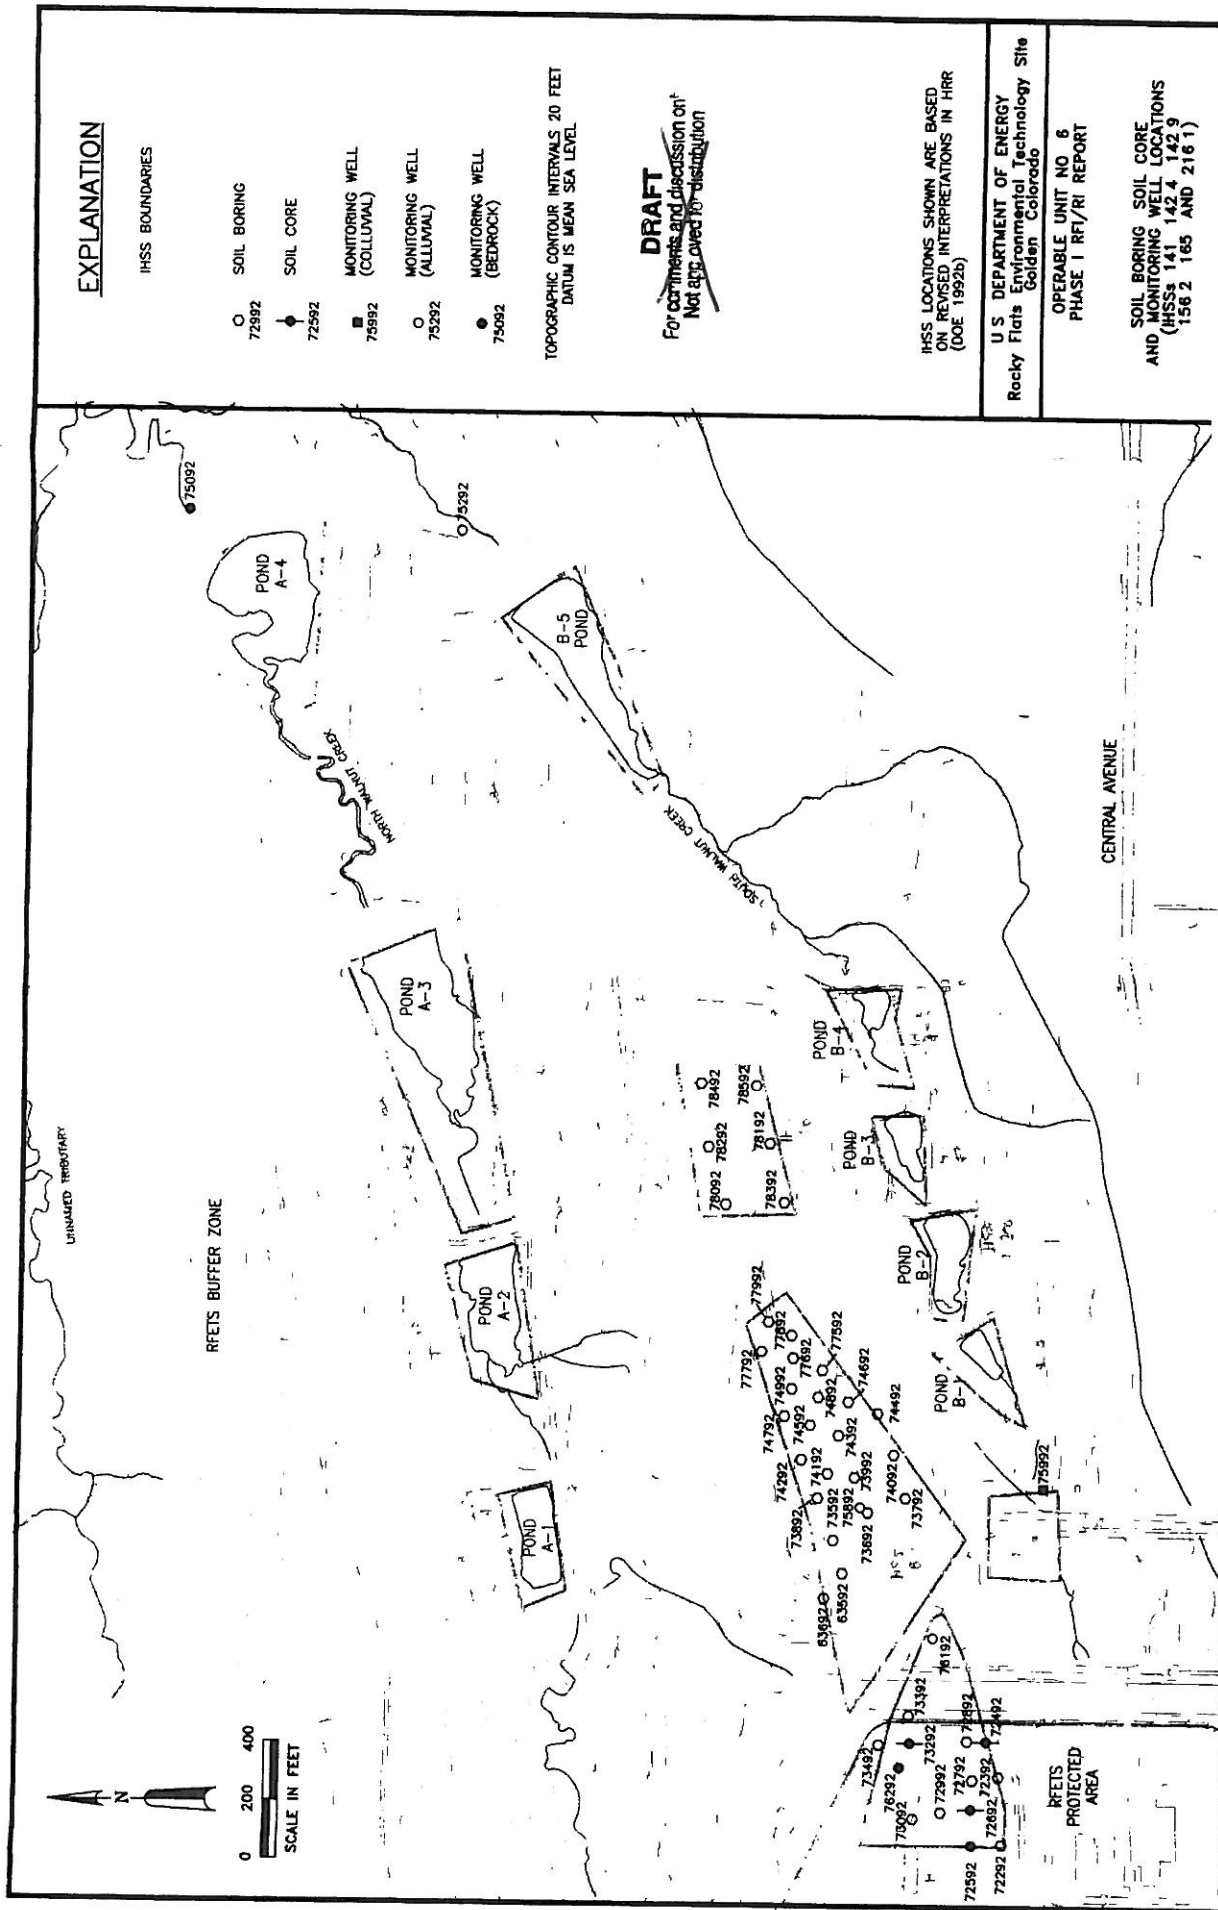 EXPLANATION
IHSS BOUNDARIES
72992
SOIL BORING
72592
SOIL CORE
75992
MONITORING WELL
(COLLUVIAL)
75292
MONITORING WELL
(ALLUVIAL)
75092
MONITORING WELL
(BEDROCK)
TOPOGRAPHIC CONTOUR INTERVALS 20 FEET
DATUM IS MEAN SEA LEVEL
DRAFT
For comments and discussion only
Not approved for distribution
IHSS LOCATIONS SHOWN ARE BASED
ON REVISED INTERPRETATIONS IN HRR
(DOE 1992b)
U S DEPARTMENT OF ENERGY
Rocky Flats Environmental Technology Site
Golden Colorado
OPERABLE UNIT NO 6
PHASE I RFI/RI REPORT
SOIL BORING SOIL CORE
AND MONITORING WELL LOCATIONS
(IHSSs 141 142 4 142 9
156 2 165 AND 216 1)
N
0 200 400
SCALE IN FEET
UNNAMED TRIBUTARY
RFETS BUFFER ZONE
75092
POND
A-4
NORTH WALNUT CREEK
75292
B-5
POND
POND
A-3
POND
A-2
POND
A-1
SOUTH WALNUT CREEK
78092
78292
78492
78392
78192
78592
POND
B-4
POND
B-3
POND
B-2
POND
B-1
CENTRAL AVENUE
77992
77792
77892
77692
77592
74992
74792
74892
74692
74592
74492
74392
74292
74192
73992
74092
73892
73592
75892
73692
73792
63692
63592
75992
76192
73392
73492
73292
76292
73092
72992
72892
72492
72792
72392
72692
72592
72292
RFETS
PROTECTED
AREA